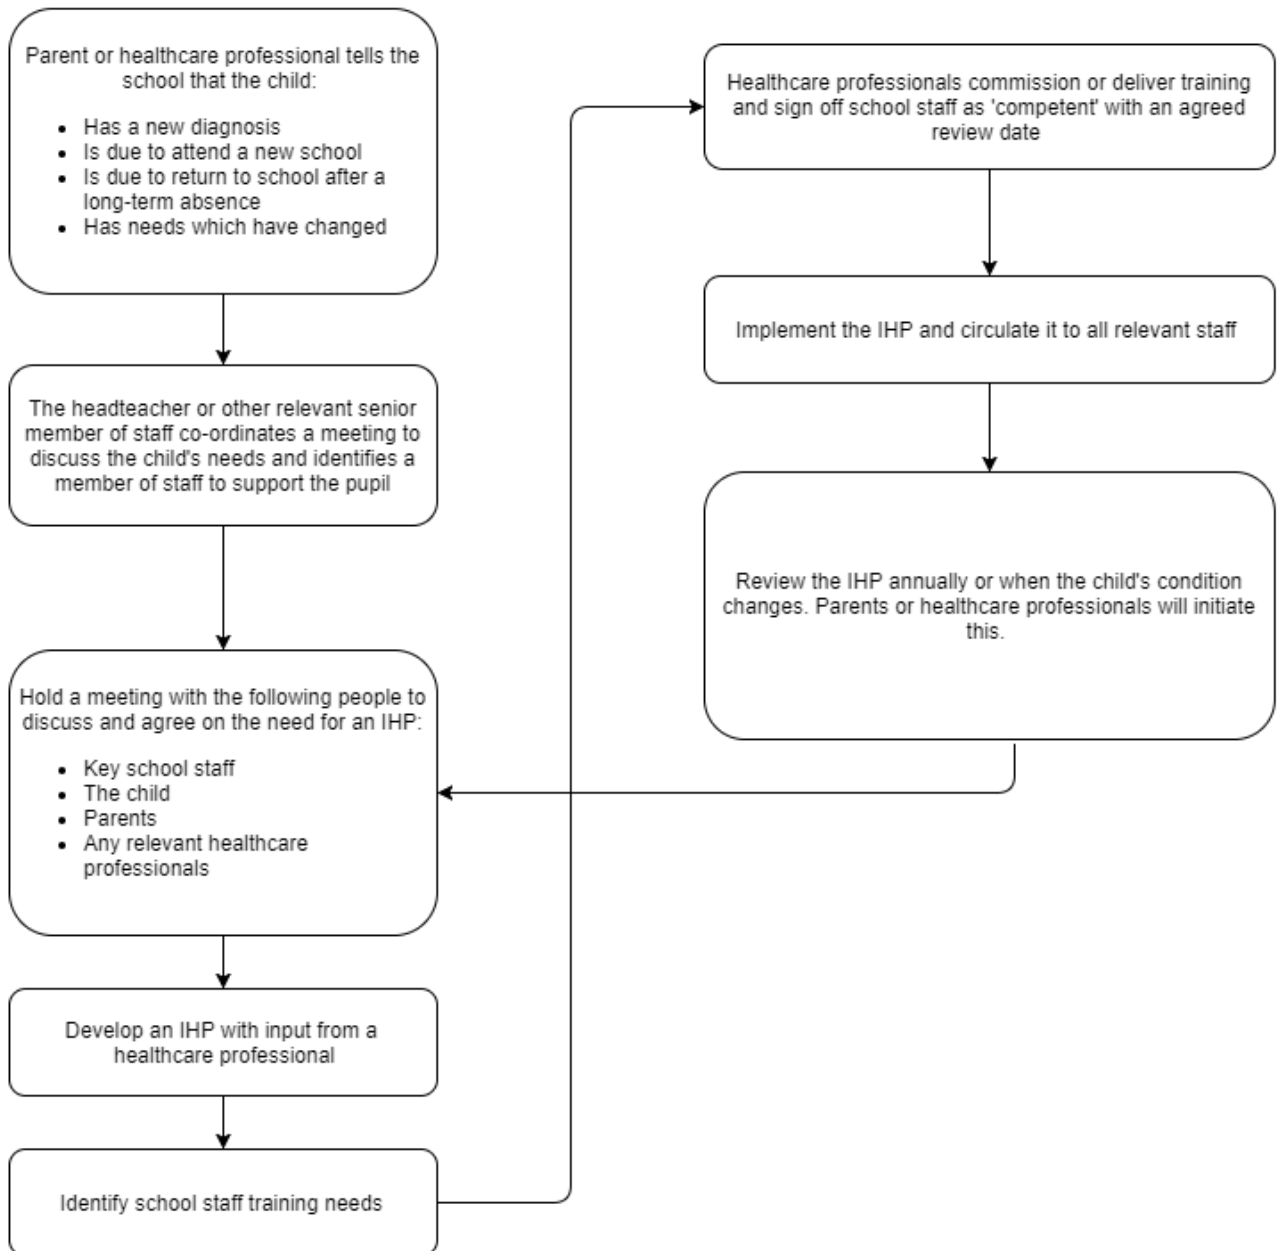 Parent or healthcare professional tells the
school that the child:
• Has a new diagnosis
• Is due to attend a new school
• Is due to return to school after a
long-term absence
• Has needs which have changed
The headteacher or other relevant senior
member of staff co-ordinates a meeting to
discuss the child's needs and identifies a
member of staff to support the pupil
Hold a meeting with the following people to
discuss and agree on the need for an IHP:
• Key school staff
• The child
• Parents
• Any relevant healthcare
professionals
Develop an IHP with input from a
healthcare professional
Identify school staff training needs
Healthcare professionals commission or deliver training
and sign off school staff as 'competent' with an agreed
review date
Implement the IHP and circulate it to all relevant staff
Review the IHP annually or when the child's condition
changes. Parents or healthcare professionals will initiate
this.